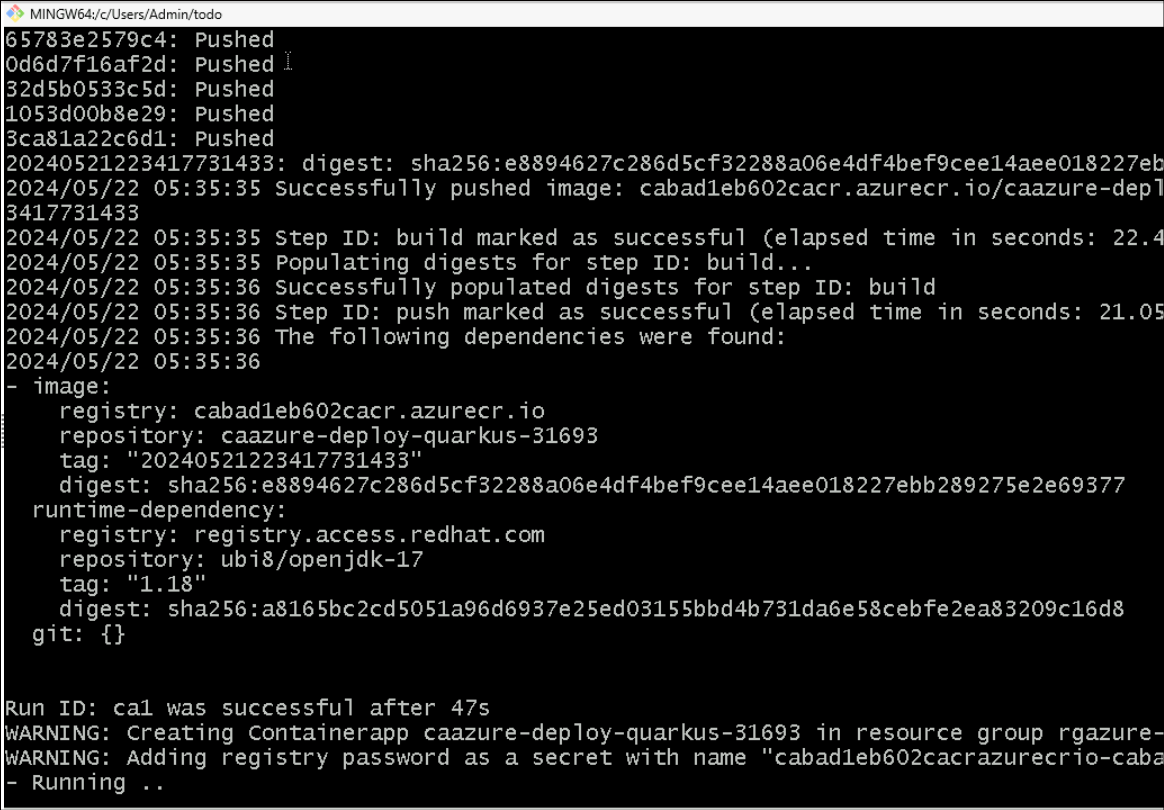 MINGW64:/c/Users/Admin/todo
65783e2579c4: Pushed
0d6d7f16af2d: Pushed
32d5b0533c5d: Pushed
1053d00b8e29: Pushed
3ca81a22c6d1: Pushed
20240521223417731433: digest: sha256:e8894627c286d5cf32288a06e4df4bef9cee14aee018227eb
2024/05/22 05:35:35 Successfully pushed image: cabad1eb602cacr.azurecr.io/caazure-depl
3417731433
2024/05/22 05:35:35 Step ID: build marked as successful (elapsed time in seconds: 22.4
2024/05/22 05:35:35 Populating digests for step ID: build...
2024/05/22 05:35:36 Successfully populated digests for step ID: build
2024/05/22 05:35:36 Step ID: push marked as successful (elapsed time in seconds: 21.05
2024/05/22 05:35:36 The following dependencies were found:
2024/05/22 05:35:36
- image:
    registry: cabad1eb602cacr.azurecr.io
    repository: caazure-deploy-quarkus-31693
    tag: "20240521223417731433"
    digest: sha256:e8894627c286d5cf32288a06e4df4bef9cee14aee018227ebb289275e2e69377
  runtime-dependency:
    registry: registry.access.redhat.com
    repository: ubi8/openjdk-17
    tag: "1.18"
    digest: sha256:a8165bc2cd5051a96d6937e25ed03155bbd4b731da6e58cebfe2ea83209c16d8
  git: {}
Run ID: ca1 was successful after 47s
WARNING: Creating Containerapp caazure-deploy-quarkus-31693 in resource group rgazure-
WARNING: Adding registry password as a secret with name "cabad1eb602cacrazurecrio-caba
- Running ..